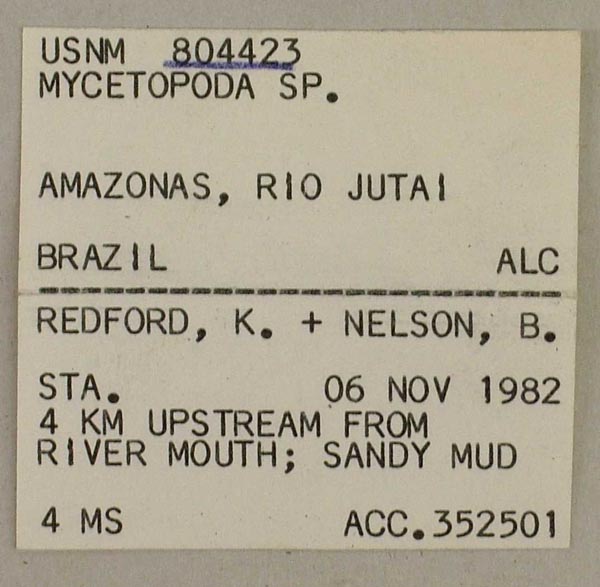 USNM 804423
MYCETOPODA SP.
AMAZONAS, RIO JUTAI
BRAZIL ALC
REDFORD, K. + NELSON, B.
STA. 06 NOV 1982
4 KM UPSTREAM FROM
RIVER MOUTH; SANDY MUD
4 MS ACC.352501